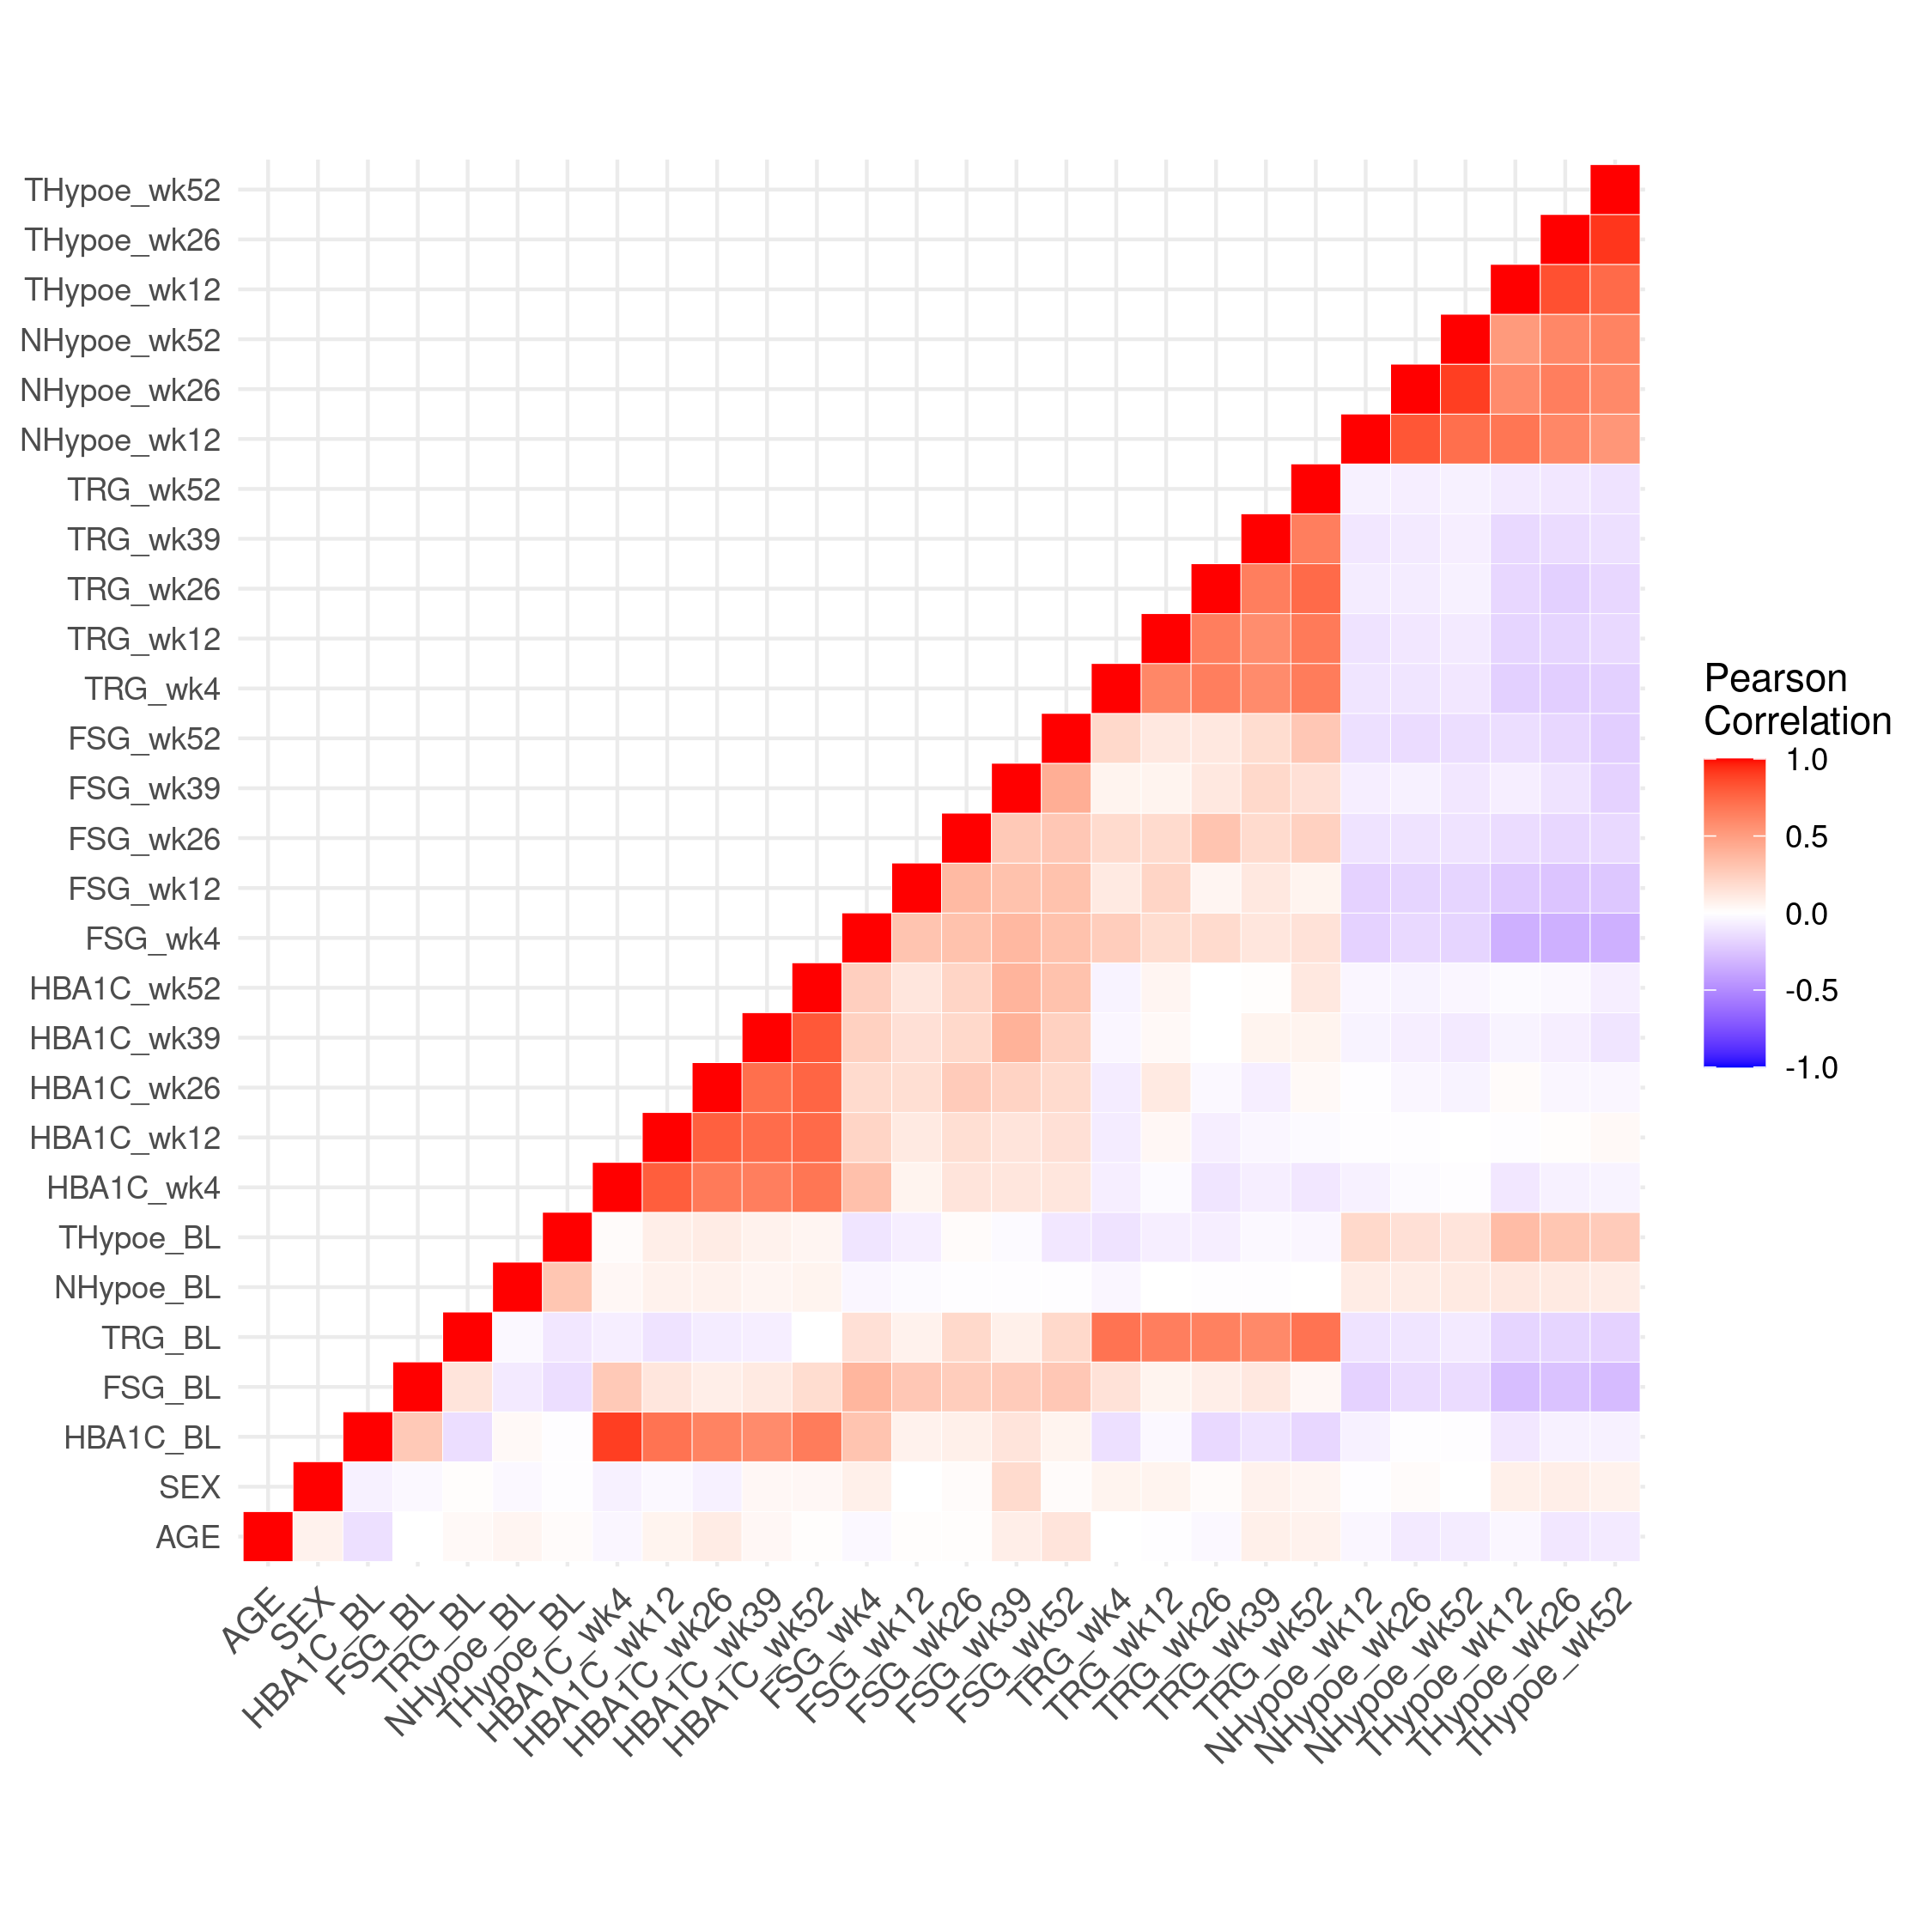 THypoe_wk52
THypoe_wk26
THypoe_wk12
NHypoe_wk52
NHypoe_wk26
NHypoe_wk12
TRG_wk52
TRG_wk39
TRG_wk26
TRG_wk12
TRG_wk4
FSG_wk52
FSG_wk39
FSG_wk26
FSG_wk12
FSG_wk4
HBA1C_wk52
HBA1C_wk39
HBA1C_wk26
HBA1C_wk12
HBA1C_wk4
THypoe_BL
NHypoe_BL
TRG_BL
FSG_BL
HBA1C_BL
SEX
AGE
AGE
SEX
HBA1C_BL
FSG_BL
TRG_BL
NHypoe_BL
THypoe_BL
HBA1C_wk4
HBA1C_wk12
HBA1C_wk26
HBA1C_wk39
HBA1C_wk52
FSG_wk4
FSG_wk12
FSG_wk26
FSG_wk39
FSG_wk52
TRG_wk4
TRG_wk12
TRG_wk26
TRG_wk39
TRG_wk52
NHypoe_wk12
NHypoe_wk26
NHypoe_wk52
THypoe_wk12
THypoe_wk26
THypoe_wk52
Pearson
Correlation
1.0
0.5
0.0
-0.5
-1.0